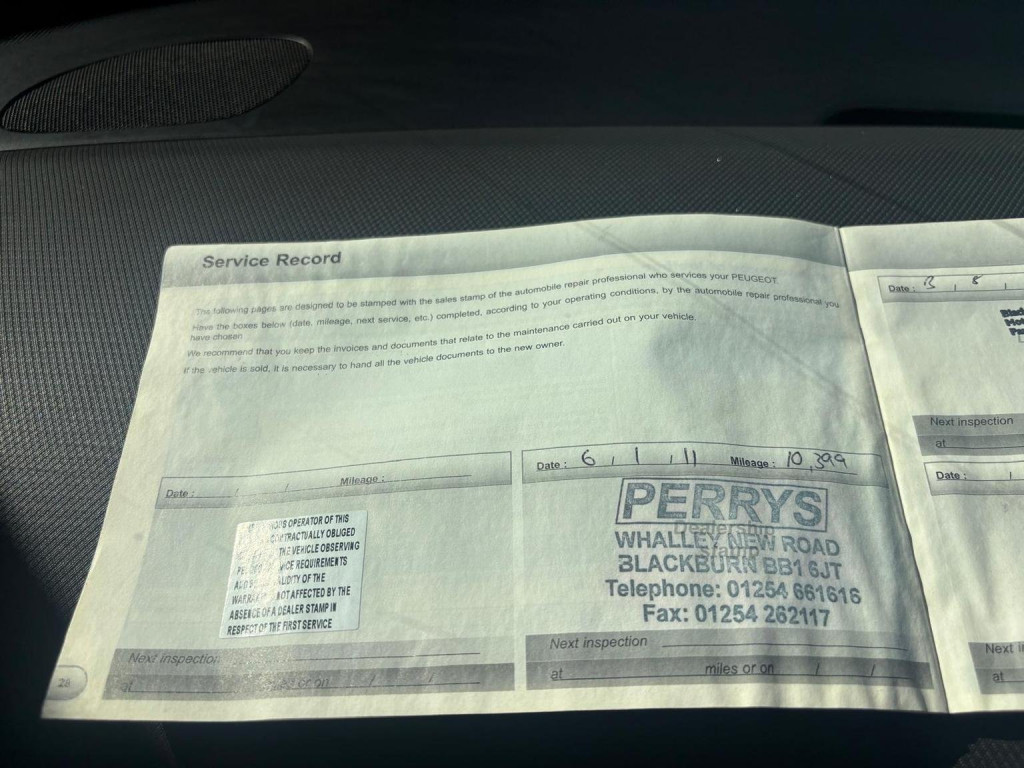 Service Record
The following pages are designed to be stamped with the sales stamp of the automobile repair professional who services your PEUGEOT.
Have the boxes below (date, mileage, next service, etc.) completed, according to your operating conditions, by the automobile repair professional you
have chosen
We recommend that you keep the invoices and documents that relate to the maintenance carried out on your vehicle.
If the vehicle is sold, it is necessary to hand all the vehicle documents to the new owner.
Date : / / Mileage :
OPERATOR OF THIS
CONTRACTUALLY OBLIGED
THE VEHICLE OBSERVING
REQUIREMENTS
VALIDITY OF THE
NOT AFFECTED BY THE
ABSENCE OF A DEALER STAMP IN
RESPECT OF THE FIRST SERVICE
Next inspection
at miles or on / /
28
Date : 6 / 1 / 11 Mileage : 10,399
PERRYS
Dealership
stamp
WHALLEY NEW ROAD
BLACKBURN BB1 6JT
Telephone: 01254 661616
Fax: 01254 262117
Next inspection
at miles or on / /
Date :
Next inspection
at
Date : /
Next
at